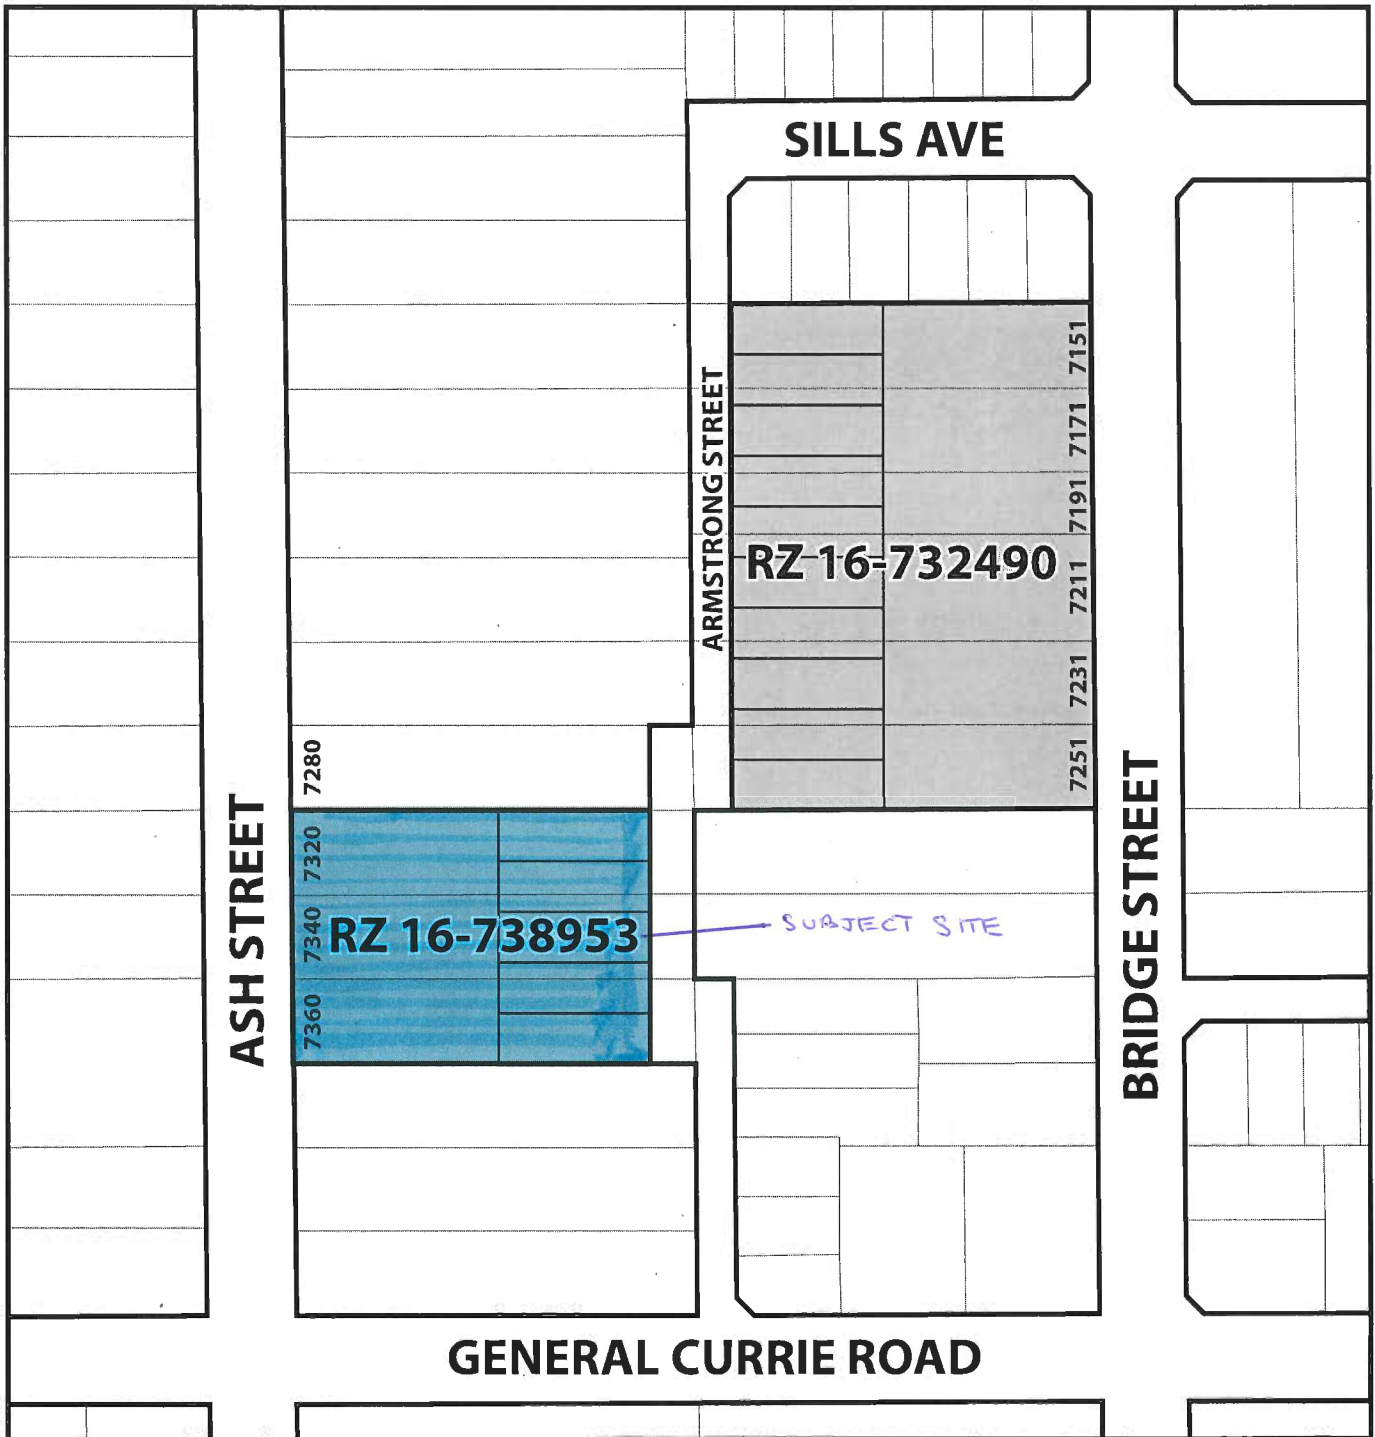 SILLS AVE
ARMSTRONG STREET
7151
7171
7191
RZ 16-732490
7211
7231
7251
7280
7320
ASH STREET
7340
RZ 16-738953
SUBJECT SITE
7360
BRIDGE STREET
GENERAL CURRIE ROAD